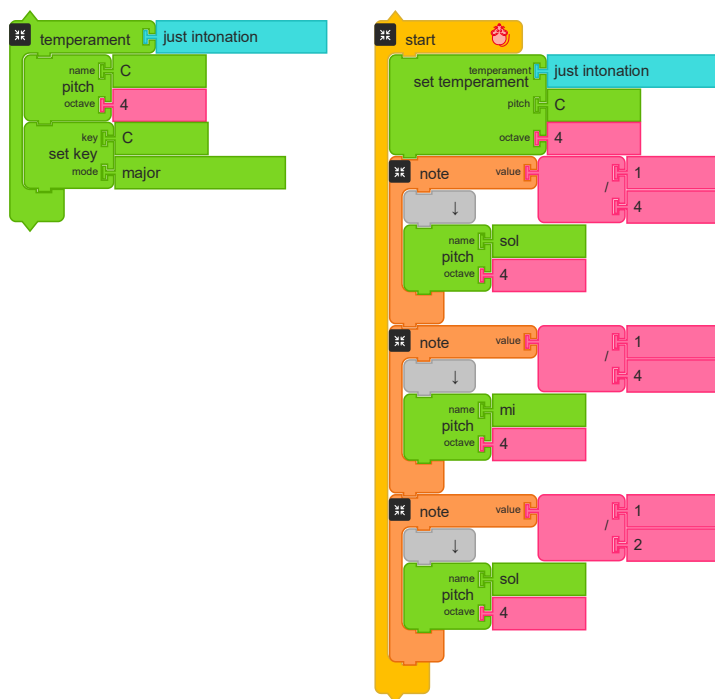 temperament just intonation
name C
pitch
octave 4
key C
set key
mode major
start
temperament just intonation
set temperament
pitch C
octave 4
note value 1
/
4
↓
name sol
pitch
octave 4
note value 1
/
4
↓
name mi
pitch
octave 4
note value 1
/
2
↓
name sol
pitch
octave 4